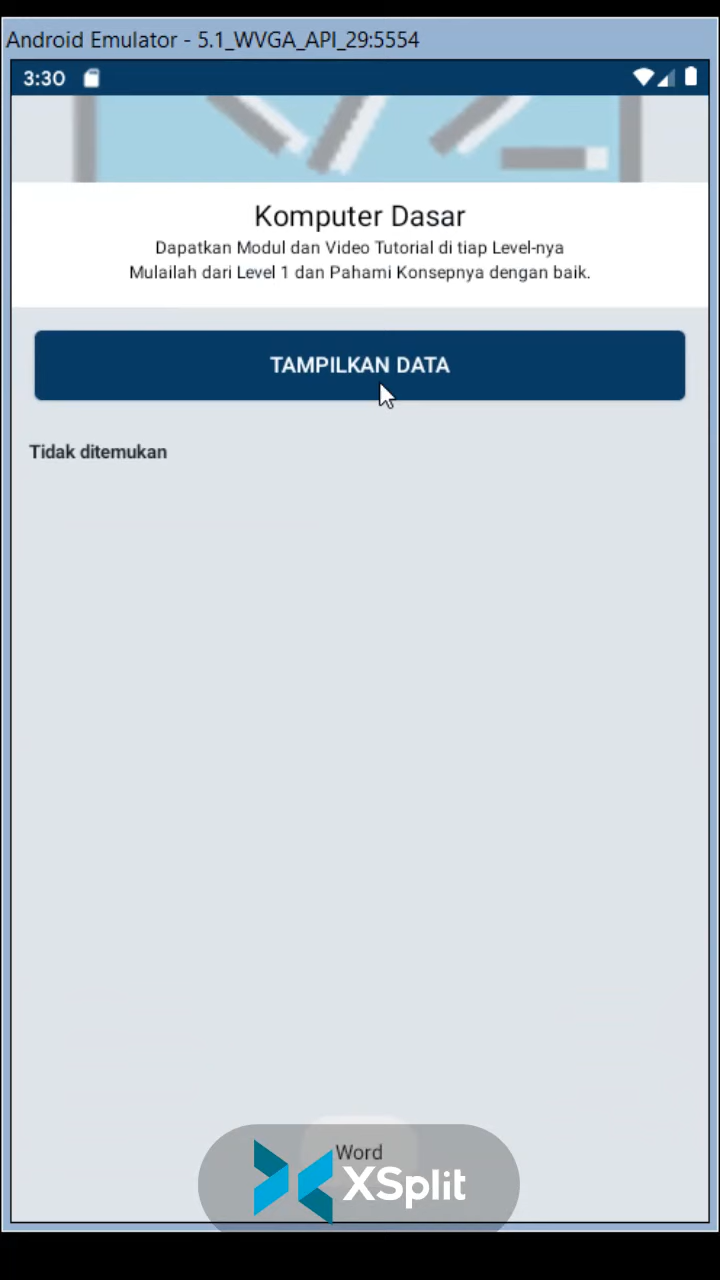 Android Emulator - 5.1_WVGA_API_29:5554
3:30
Komputer Dasar
Dapatkan Modul dan Video Tutorial di tiap Level-nya
Mulailah dari Level 1 dan Pahami Konsepnya dengan baik.
TAMPILKAN DATA
Tidak ditemukan
Word
XSplit